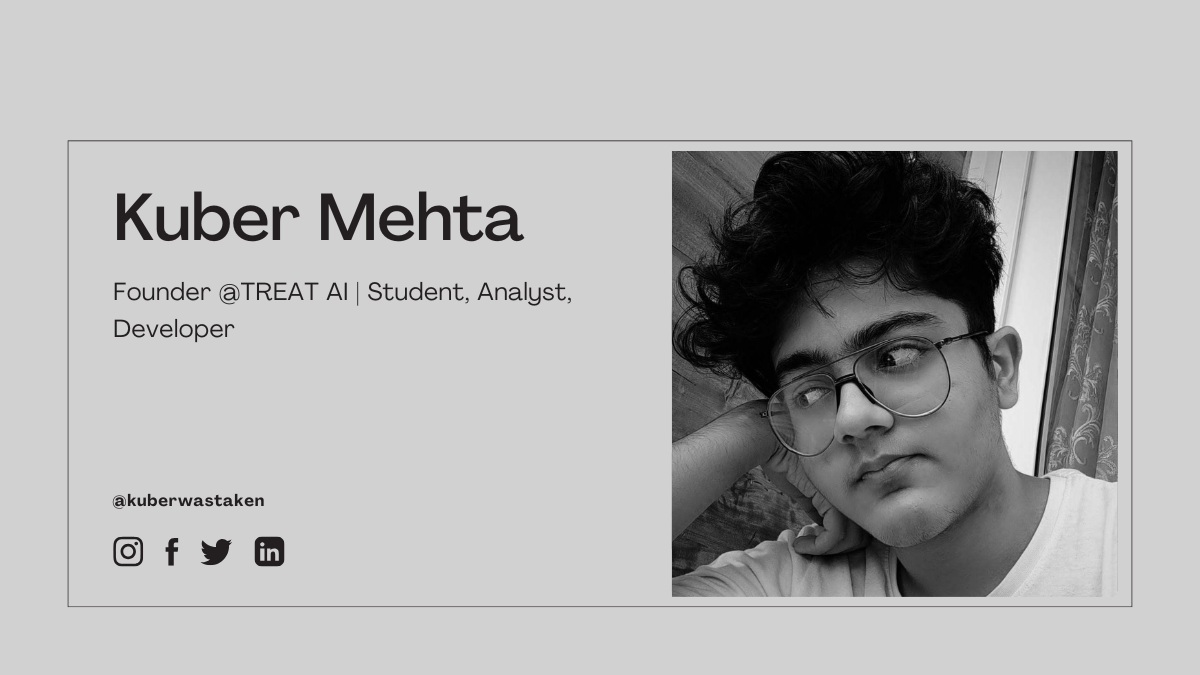 Kuber Mehta
Founder @TREAT AI | Student, Analyst,
Developer
@kuberwastaken